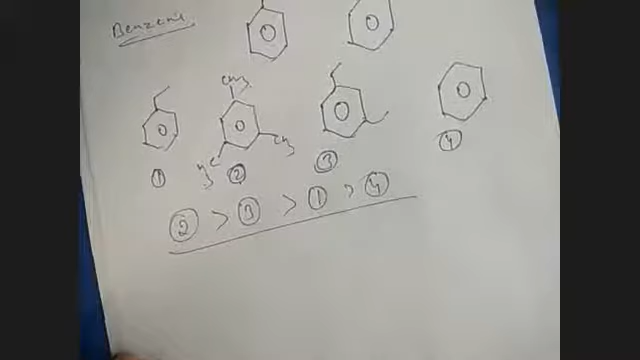 Benzene
CH3
H3C CH3
① ② ③ ④
② > ③ > ① > ④